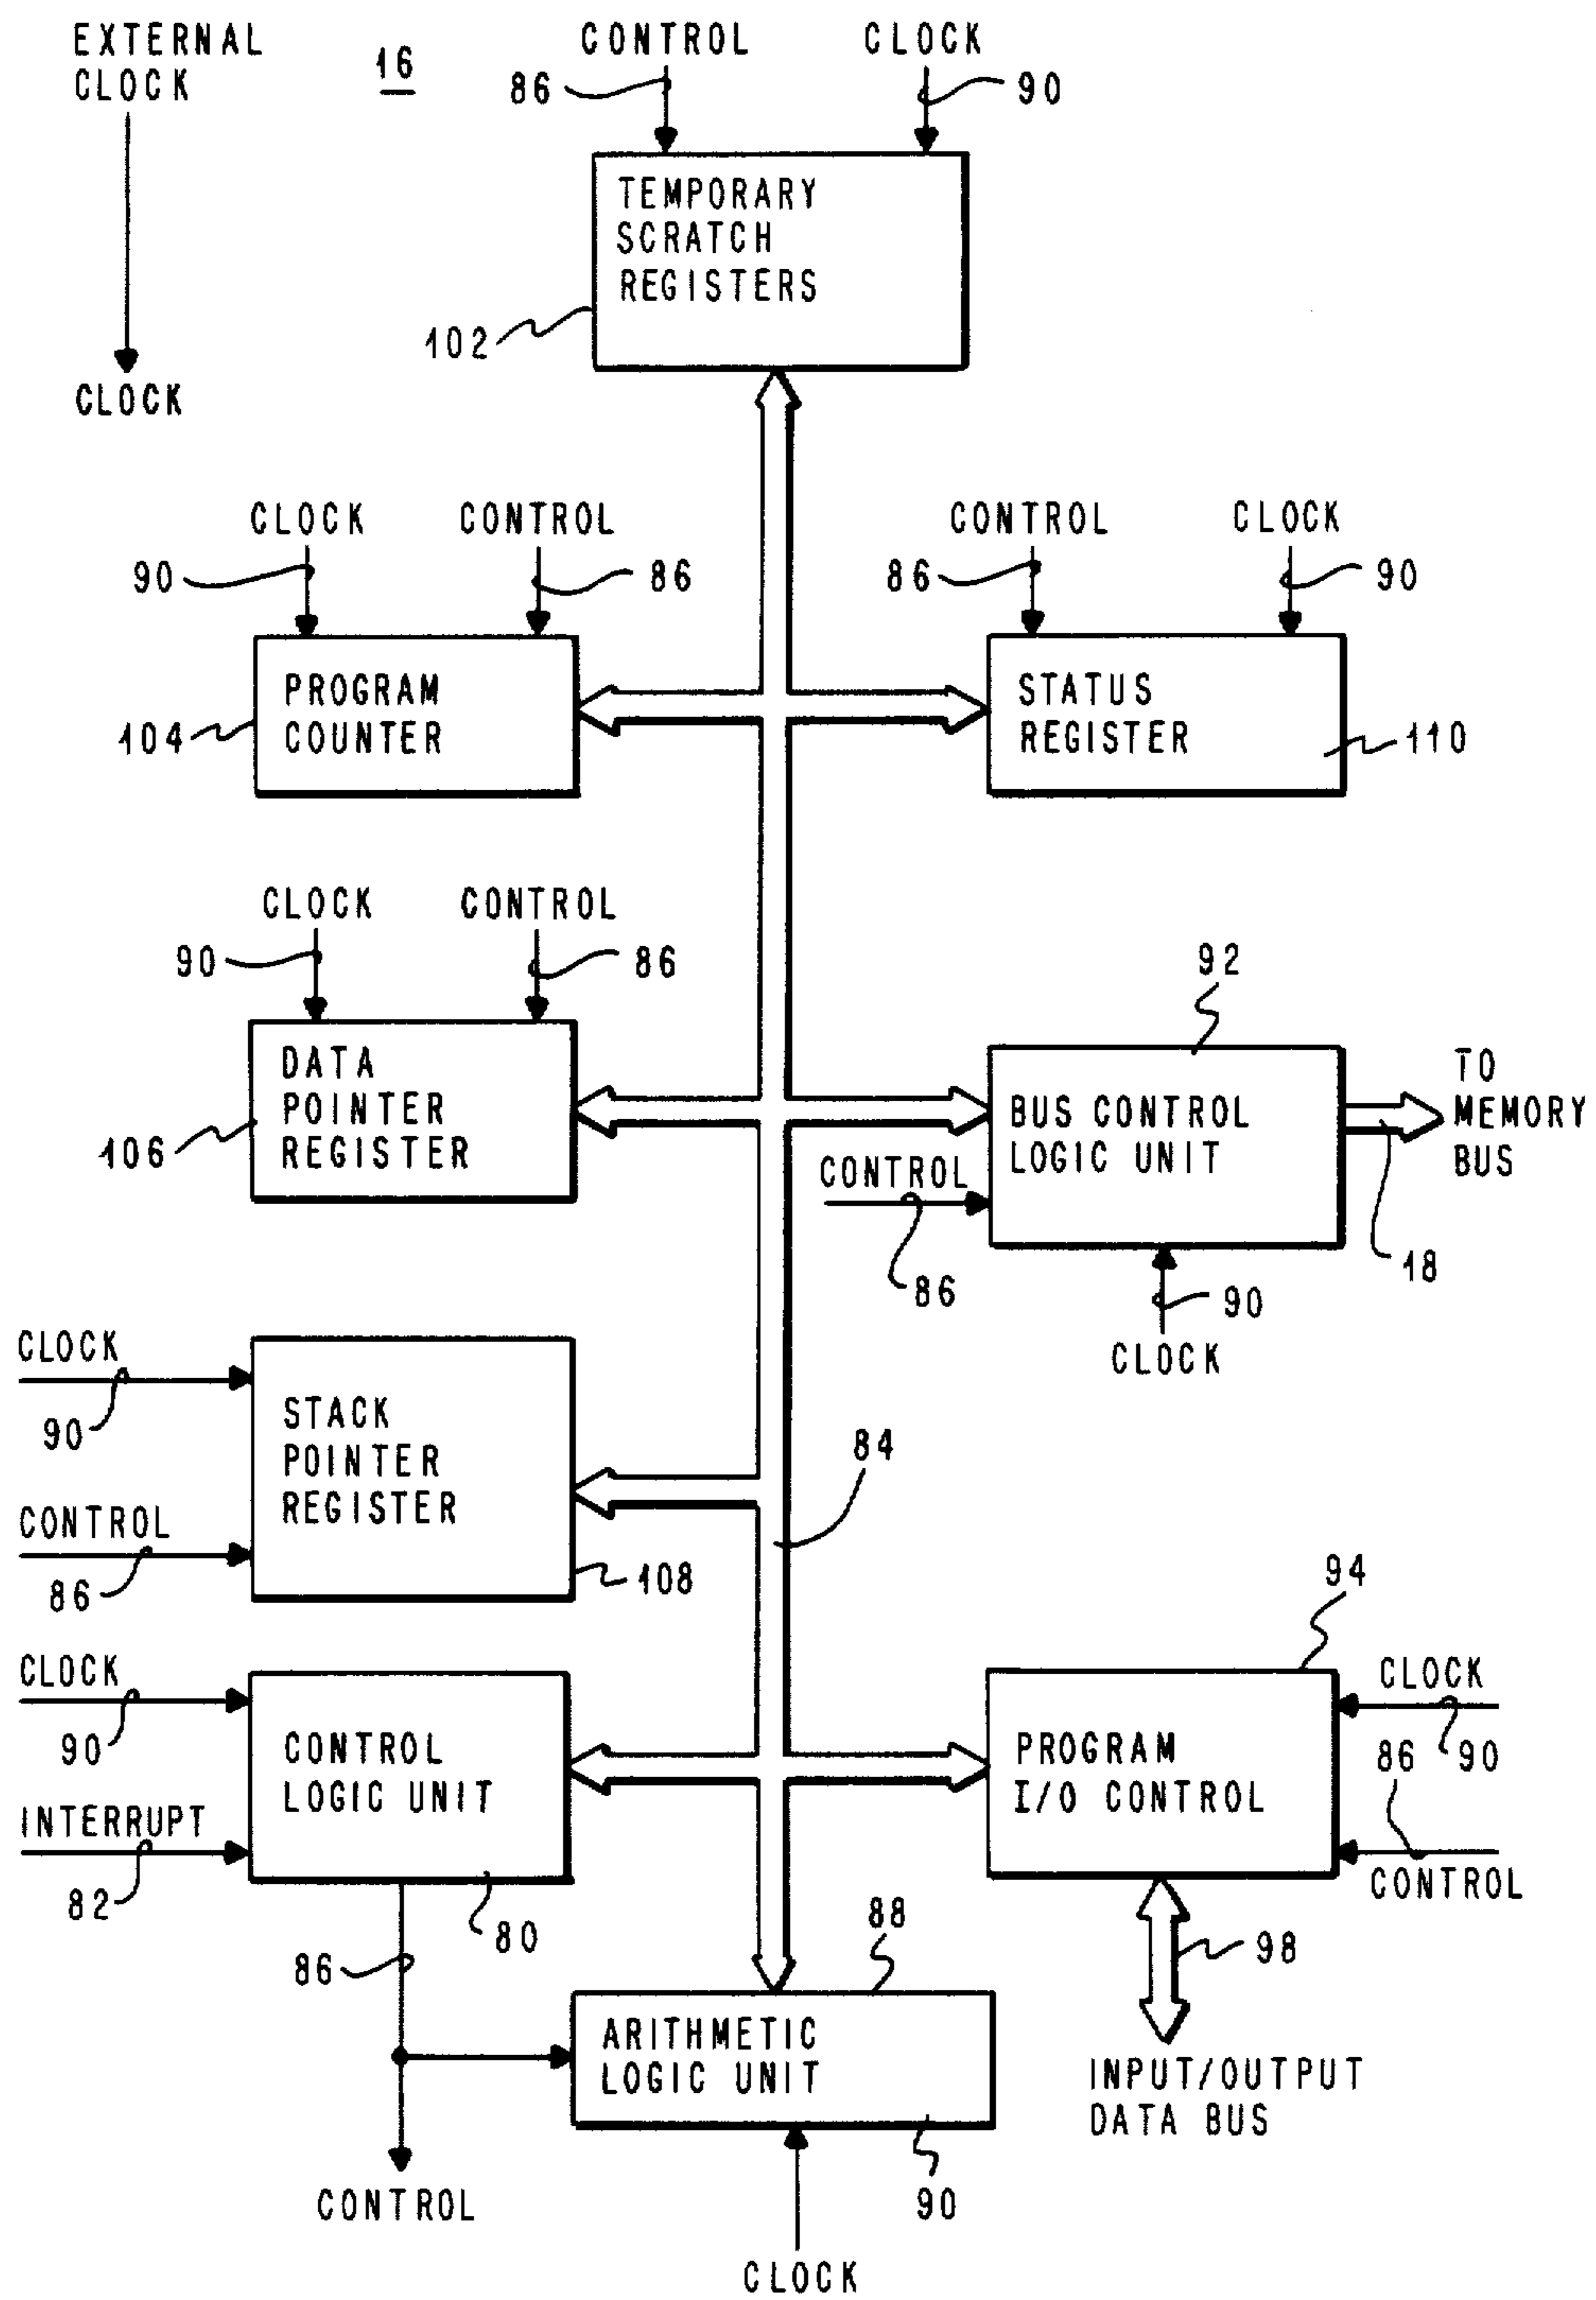 EXTERNAL
CLOCK
16
CONTROL
CLOCK
86
90
TEMPORARY
SCRATCH
REGISTERS
102
CLOCK
CLOCK
CONTROL
CONTROL
CLOCK
90
86
86
90
PROGRAM
COUNTER
104
STATUS
REGISTER
110
CLOCK
CONTROL
90
86
92
DATA
POINTER
REGISTER
106
BUS CONTROL
LOGIC UNIT
TO
MEMORY
BUS
CONTROL
86
18
90
CLOCK
CLOCK
90
STACK
POINTER
REGISTER
84
CONTROL
86
108
94
CLOCK
90
CONTROL
LOGIC UNIT
PROGRAM
I/O CONTROL
CLOCK
86
90
INTERRUPT
82
CONTROL
80
86
88
98
ARITHMETIC
LOGIC UNIT
INPUT/OUTPUT
DATA BUS
CONTROL
90
CLOCK